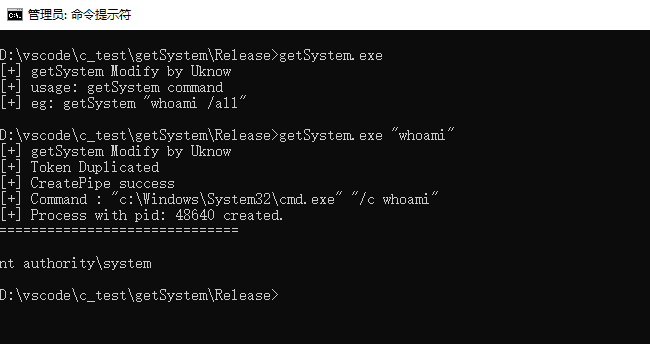 管理员: 命令提示符
D:\vscode\c_test\getSystem\Release>getSystem.exe
[+] getSystem Modify by Uknow
[+] usage: getSystem command
[+] eg: getSystem "whoami /all"
D:\vscode\c_test\getSystem\Release>getSystem.exe "whoami"
[+] getSystem Modify by Uknow
[+] Token Duplicated
[+] CreatePipe success
[+] Command : "c:\Windows\System32\cmd.exe" "/c whoami"
[+] Process with pid: 48640 created.
==============================
nt authority\system
D:\vscode\c_test\getSystem\Release>